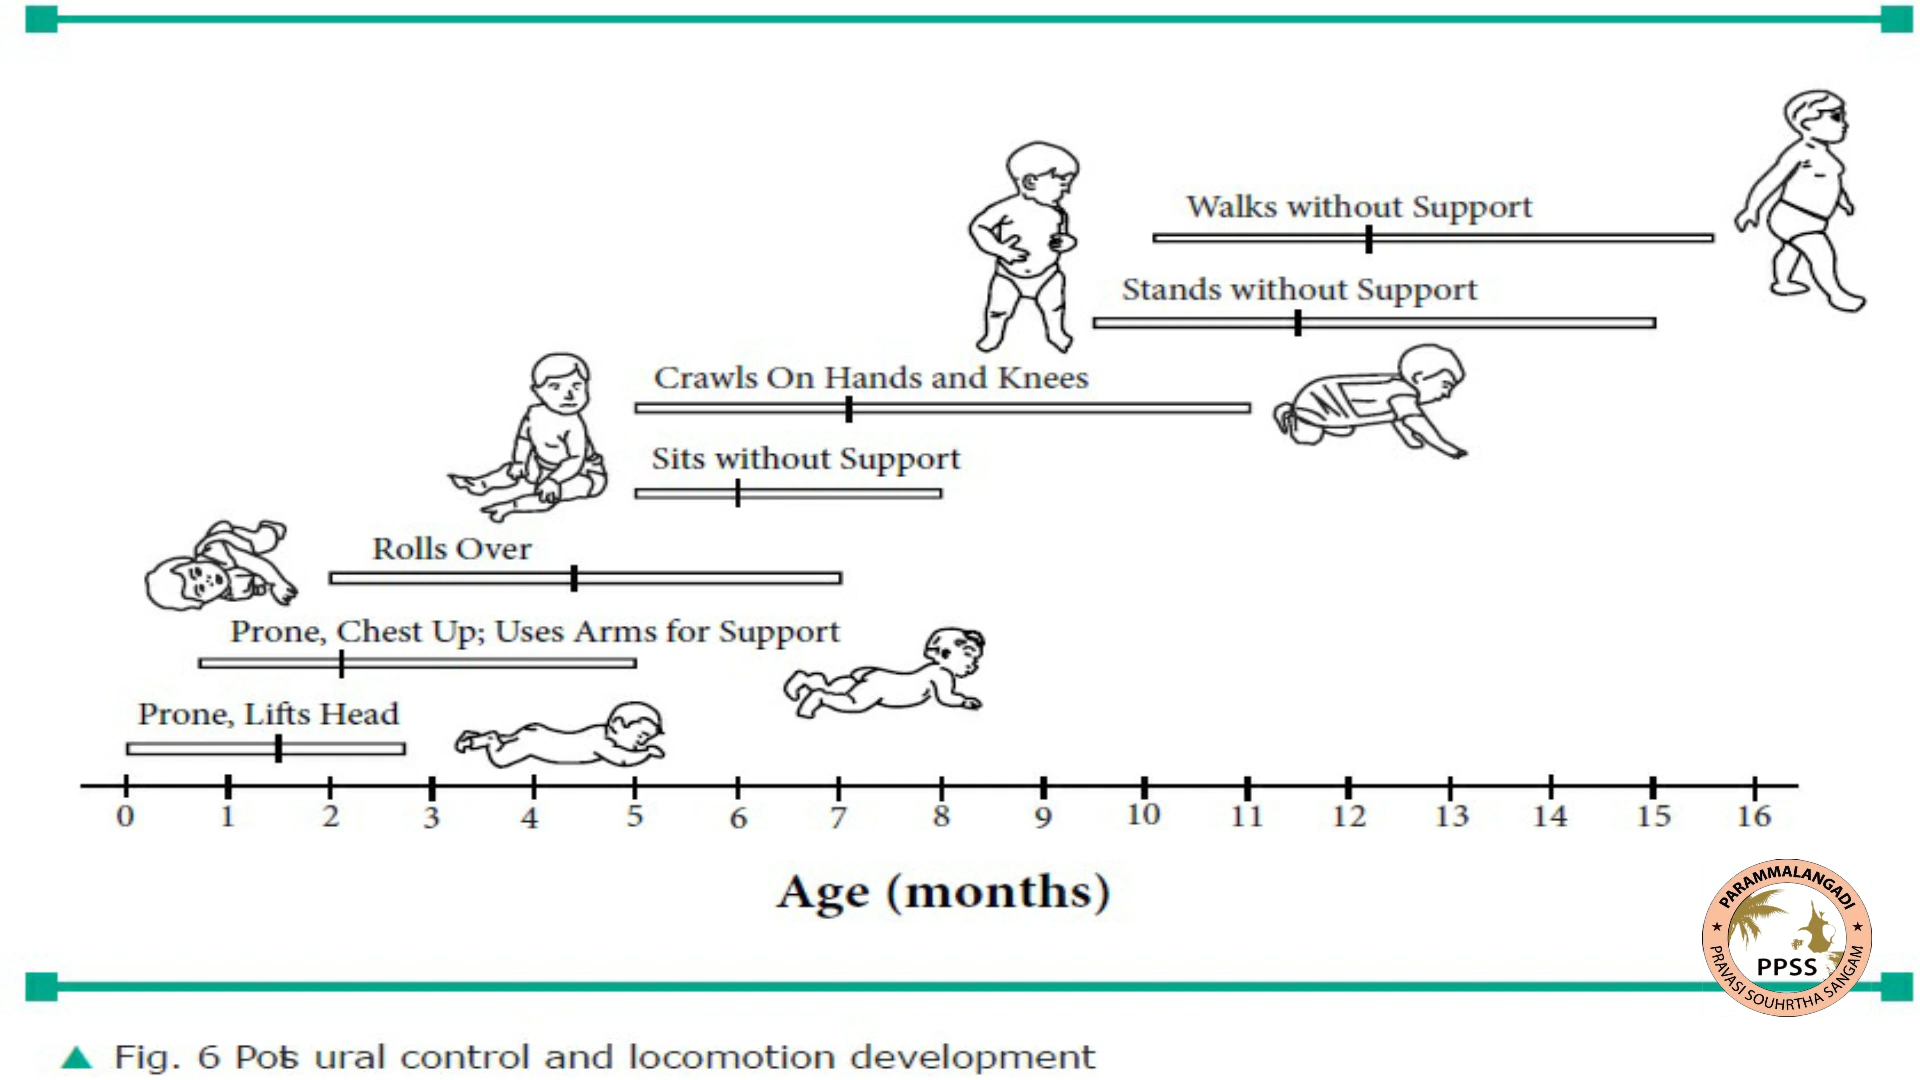 Walks without Support
Stands without Support
Crawls On Hands and Knees
Sits without Support
Rolls Over
Prone, Chest Up; Uses Arms for Support
Prone, Lifts Head
0 1 2 3 4 5 6 7 8 9 10 11 12 13 14 15 16
Age (months)
PARAMMALANGADI
PPSS
PRAVASI SOUHRTHA SANGAM
▲ Fig. 6 Pots ural control and locomotion development